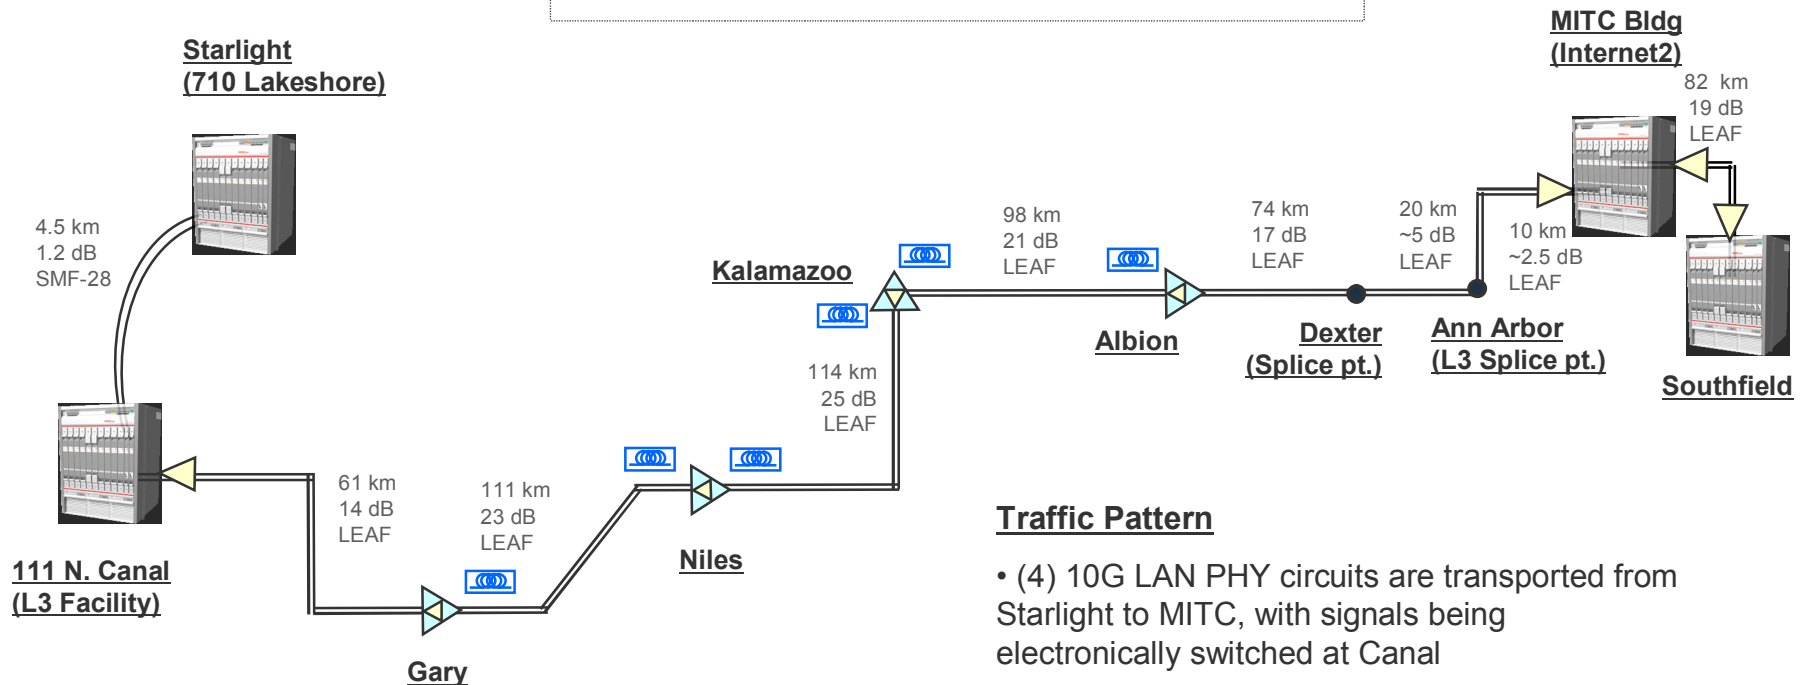 Starlight
(710 Lakeshore)
MITC Bldg
(Internet2)
82 km
19 dB
LEAF
4.5 km
1.2 dB
SMF-28
98 km
21 dB
LEAF
74 km
17 dB
LEAF
20 km
~5 dB
LEAF
10 km
~2.5 dB
LEAF
Kalamazoo
Albion
Dexter
(Splice pt.)
Ann Arbor
(L3 Splice pt.)
Southfield
114 km
25 dB
LEAF
61 km
14 dB
LEAF
111 km
23 dB
LEAF
Niles
111 N. Canal
(L3 Facility)
Gary
Traffic Pattern
• (4) 10G LAN PHY circuits are transported from
Starlight to MITC, with signals being
electronically switched at Canal